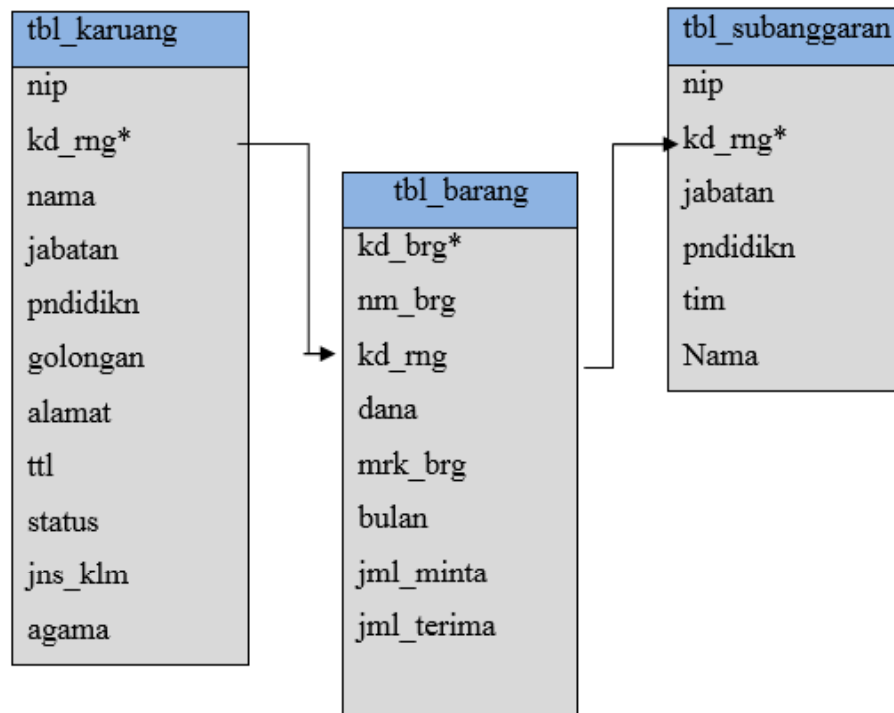 tbl_karuang
nip
kd_rng*
nama
jabatan
pndidikn
golongan
alamat
ttl
status
jns_klm
agama
tbl_barang
kd_brg*
nm_brg
kd_rng
dana
mrk_brg
bulan
jml_minta
jml_terima
tbl_subanggaran
nip
kd_rng*
jabatan
pndidikn
tim
Nama